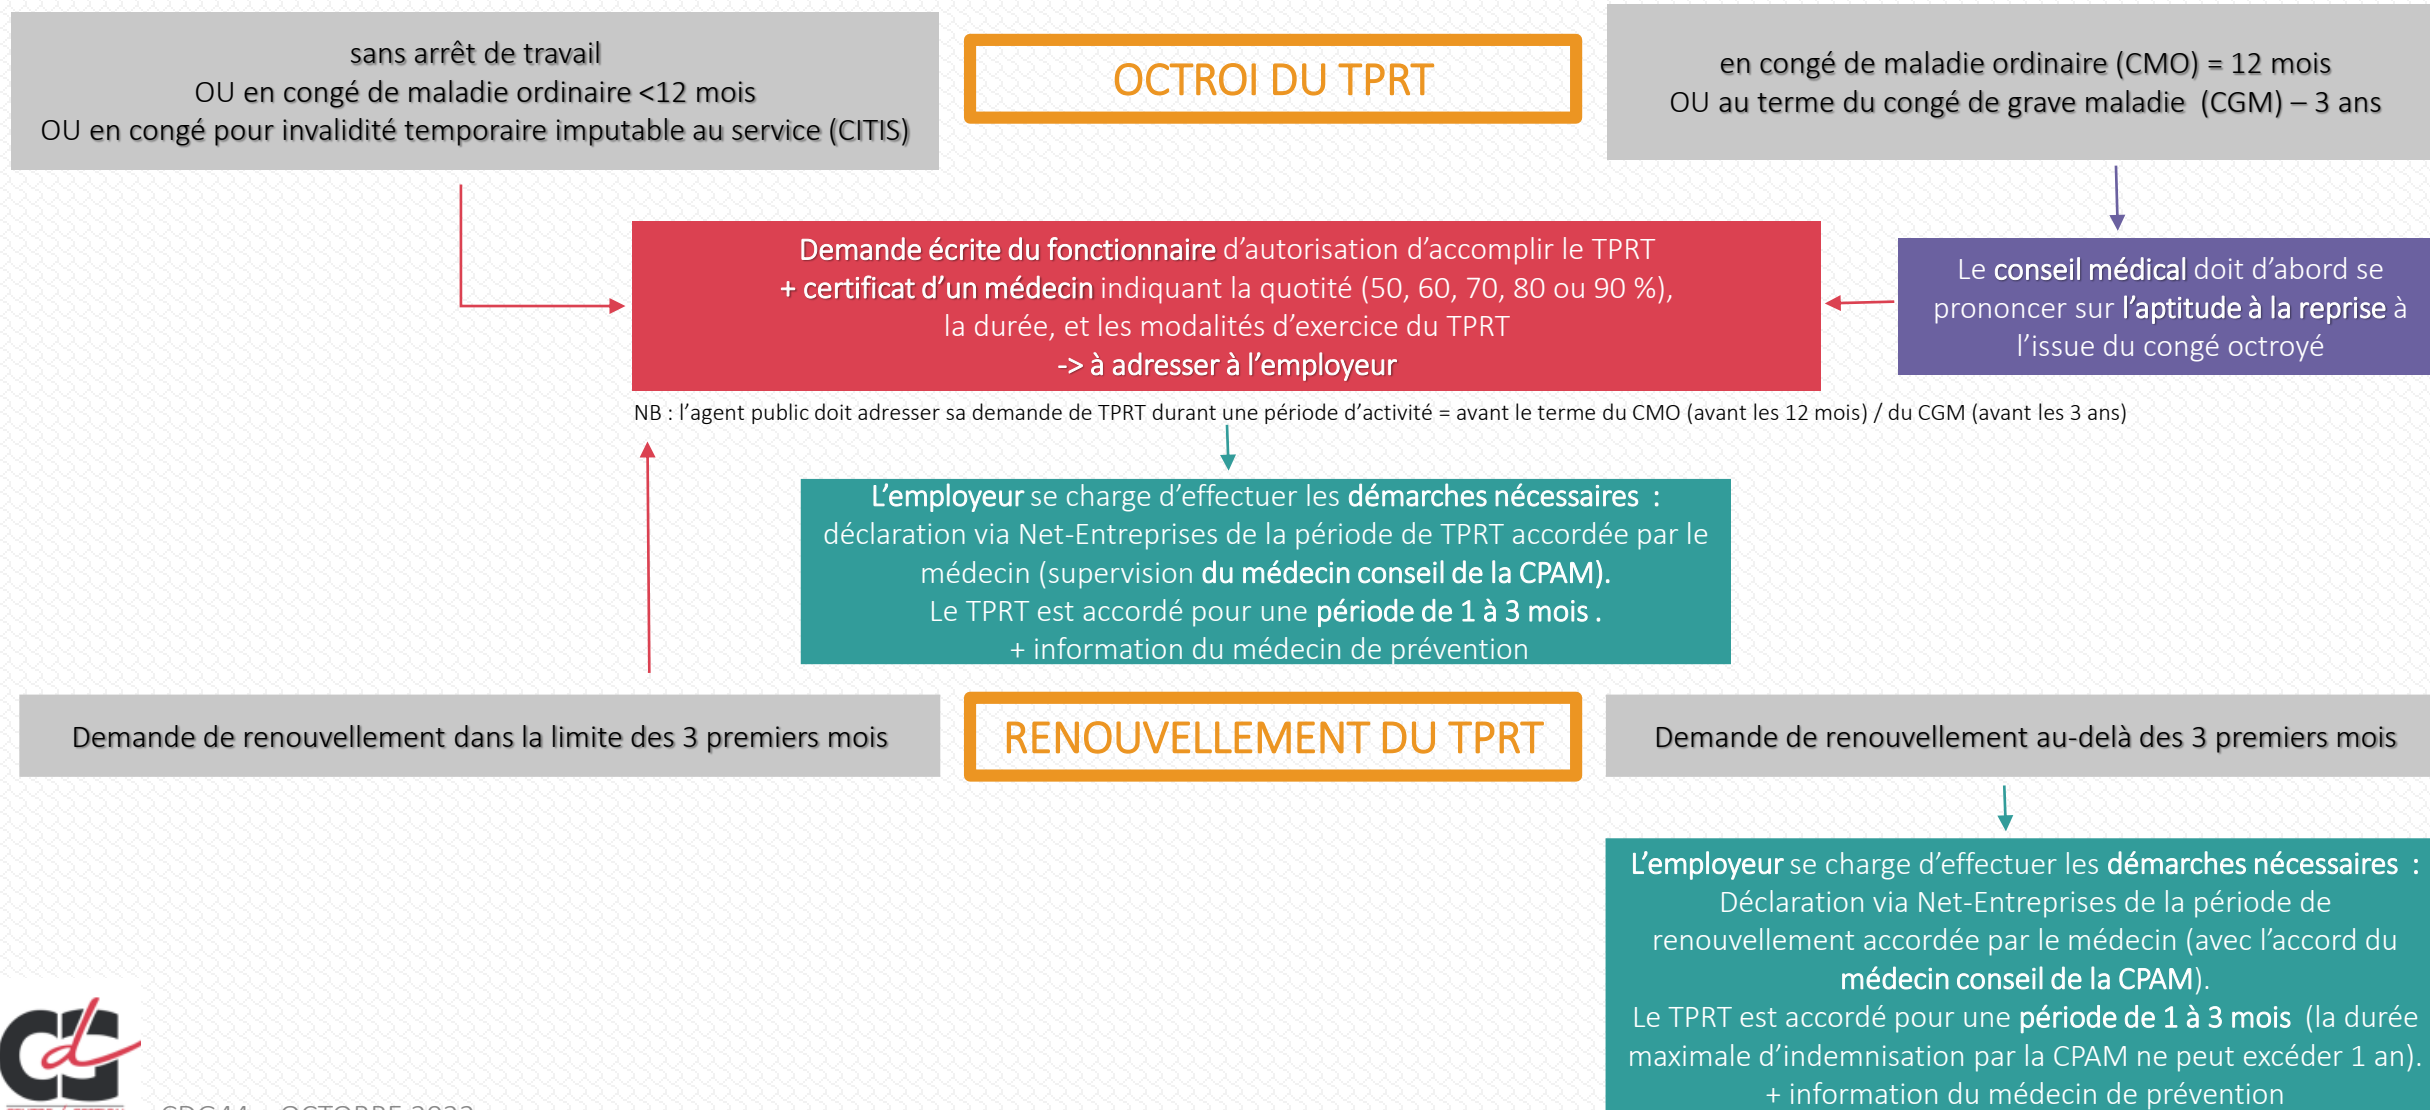 sans arrêt de travail
OU en congé de maladie ordinaire <12 mois
OU en congé pour invalidité temporaire imputable au service (CITIS)
OCTROI DU TPRT
en congé de maladie ordinaire (CMO) = 12 mois
OU au terme du congé de grave maladie (CGM) – 3 ans
Demande écrite du fonctionnaire d’autorisation d’accomplir le TPRT
+ certificat d’un médecin indiquant la quotité (50, 60, 70, 80 ou 90 %),
la durée, et les modalités d’exercice du TPRT
-> à adresser à l’employeur
Le conseil médical doit d’abord se
prononcer sur l’aptitude à la reprise à
l’issue du congé octroyé
NB : l’agent public doit adresser sa demande de TPRT durant une période d’activité = avant le terme du CMO (avant les 12 mois) / du CGM (avant les 3 ans)
L’employeur se charge d’effectuer les démarches nécessaires :
déclaration via Net-Entreprises de la période de TPRT accordée par le
médecin (supervision du médecin conseil de la CPAM).
Le TPRT est accordé pour une période de 1 à 3 mois .
+ information du médecin de prévention
Demande de renouvellement dans la limite des 3 premiers mois
RENOUVELLEMENT DU TPRT
Demande de renouvellement au-delà des 3 premiers mois
L’employeur se charge d’effectuer les démarches nécessaires :
Déclaration via Net-Entreprises de la période de
renouvellement accordée par le médecin (avec l’accord du
médecin conseil de la CPAM).
Le TPRT est accordé pour une période de 1 à 3 mois (la durée
maximale d’indemnisation par la CPAM ne peut excéder 1 an).
+ information du médecin de prévention